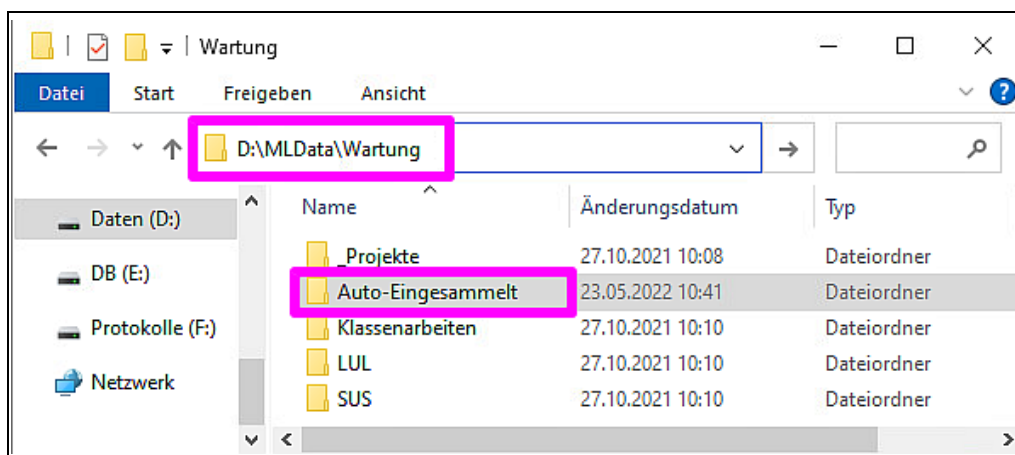 Wartung
Datei Start Freigeben Ansicht ?
D:\MLData\Wartung
Daten (D:)
DB (E:)
Protokolle (F:)
Netzwerk
Name Änderungsdatum Typ
_Projekte 27.10.2021 10:08 Dateiordner
Auto-Eingesammelt 23.05.2022 10:41 Dateiordner
Klassenarbeiten 27.10.2021 10:10 Dateiordner
LUL 27.10.2021 10:10 Dateiordner
SUS 27.10.2021 10:10 Dateiordner